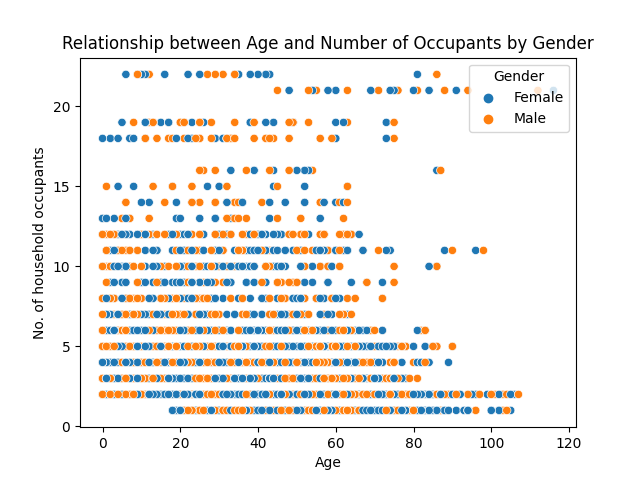 Relationship between Age and Number of Occupants by Gender
Gender
Female
Male
No. of household occupants
20
15
10
5
0
0 20 40 60 80 100 120
Age